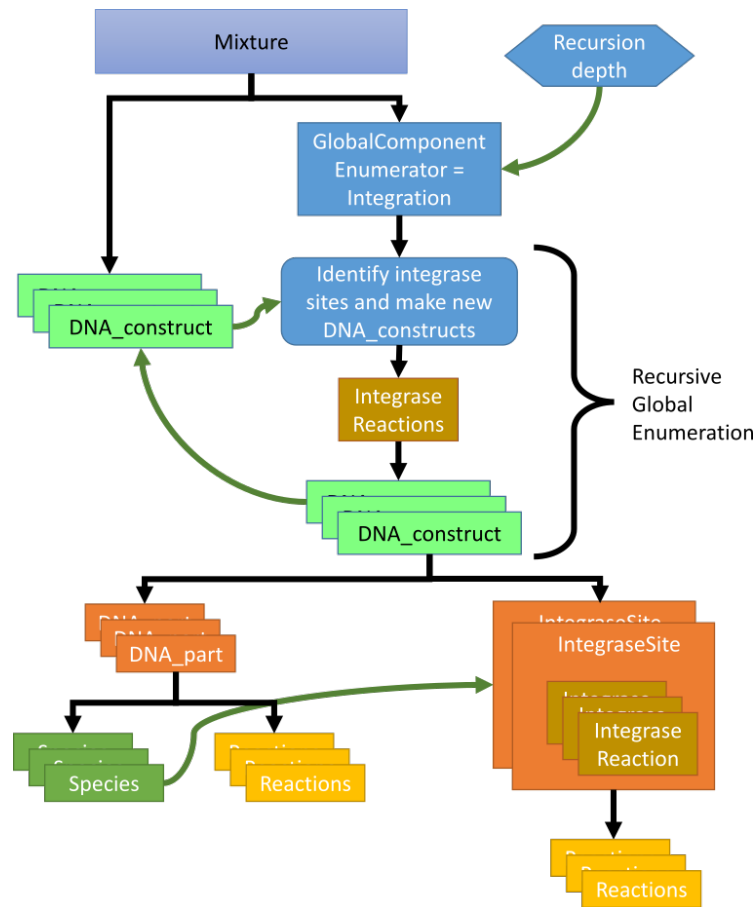 Mixture
Recursion
depth
GlobalComponent
Enumerator =
Integration
Identify integrase
sites and make new
DNA_constructs
DNA_construct
Integrase
Reactions
Recursive
Global
Enumeration
DNA_construct
DNA_part
IntegraseSite
IntegraseSite
Integrase
Reaction
Species
Reactions
Reactions